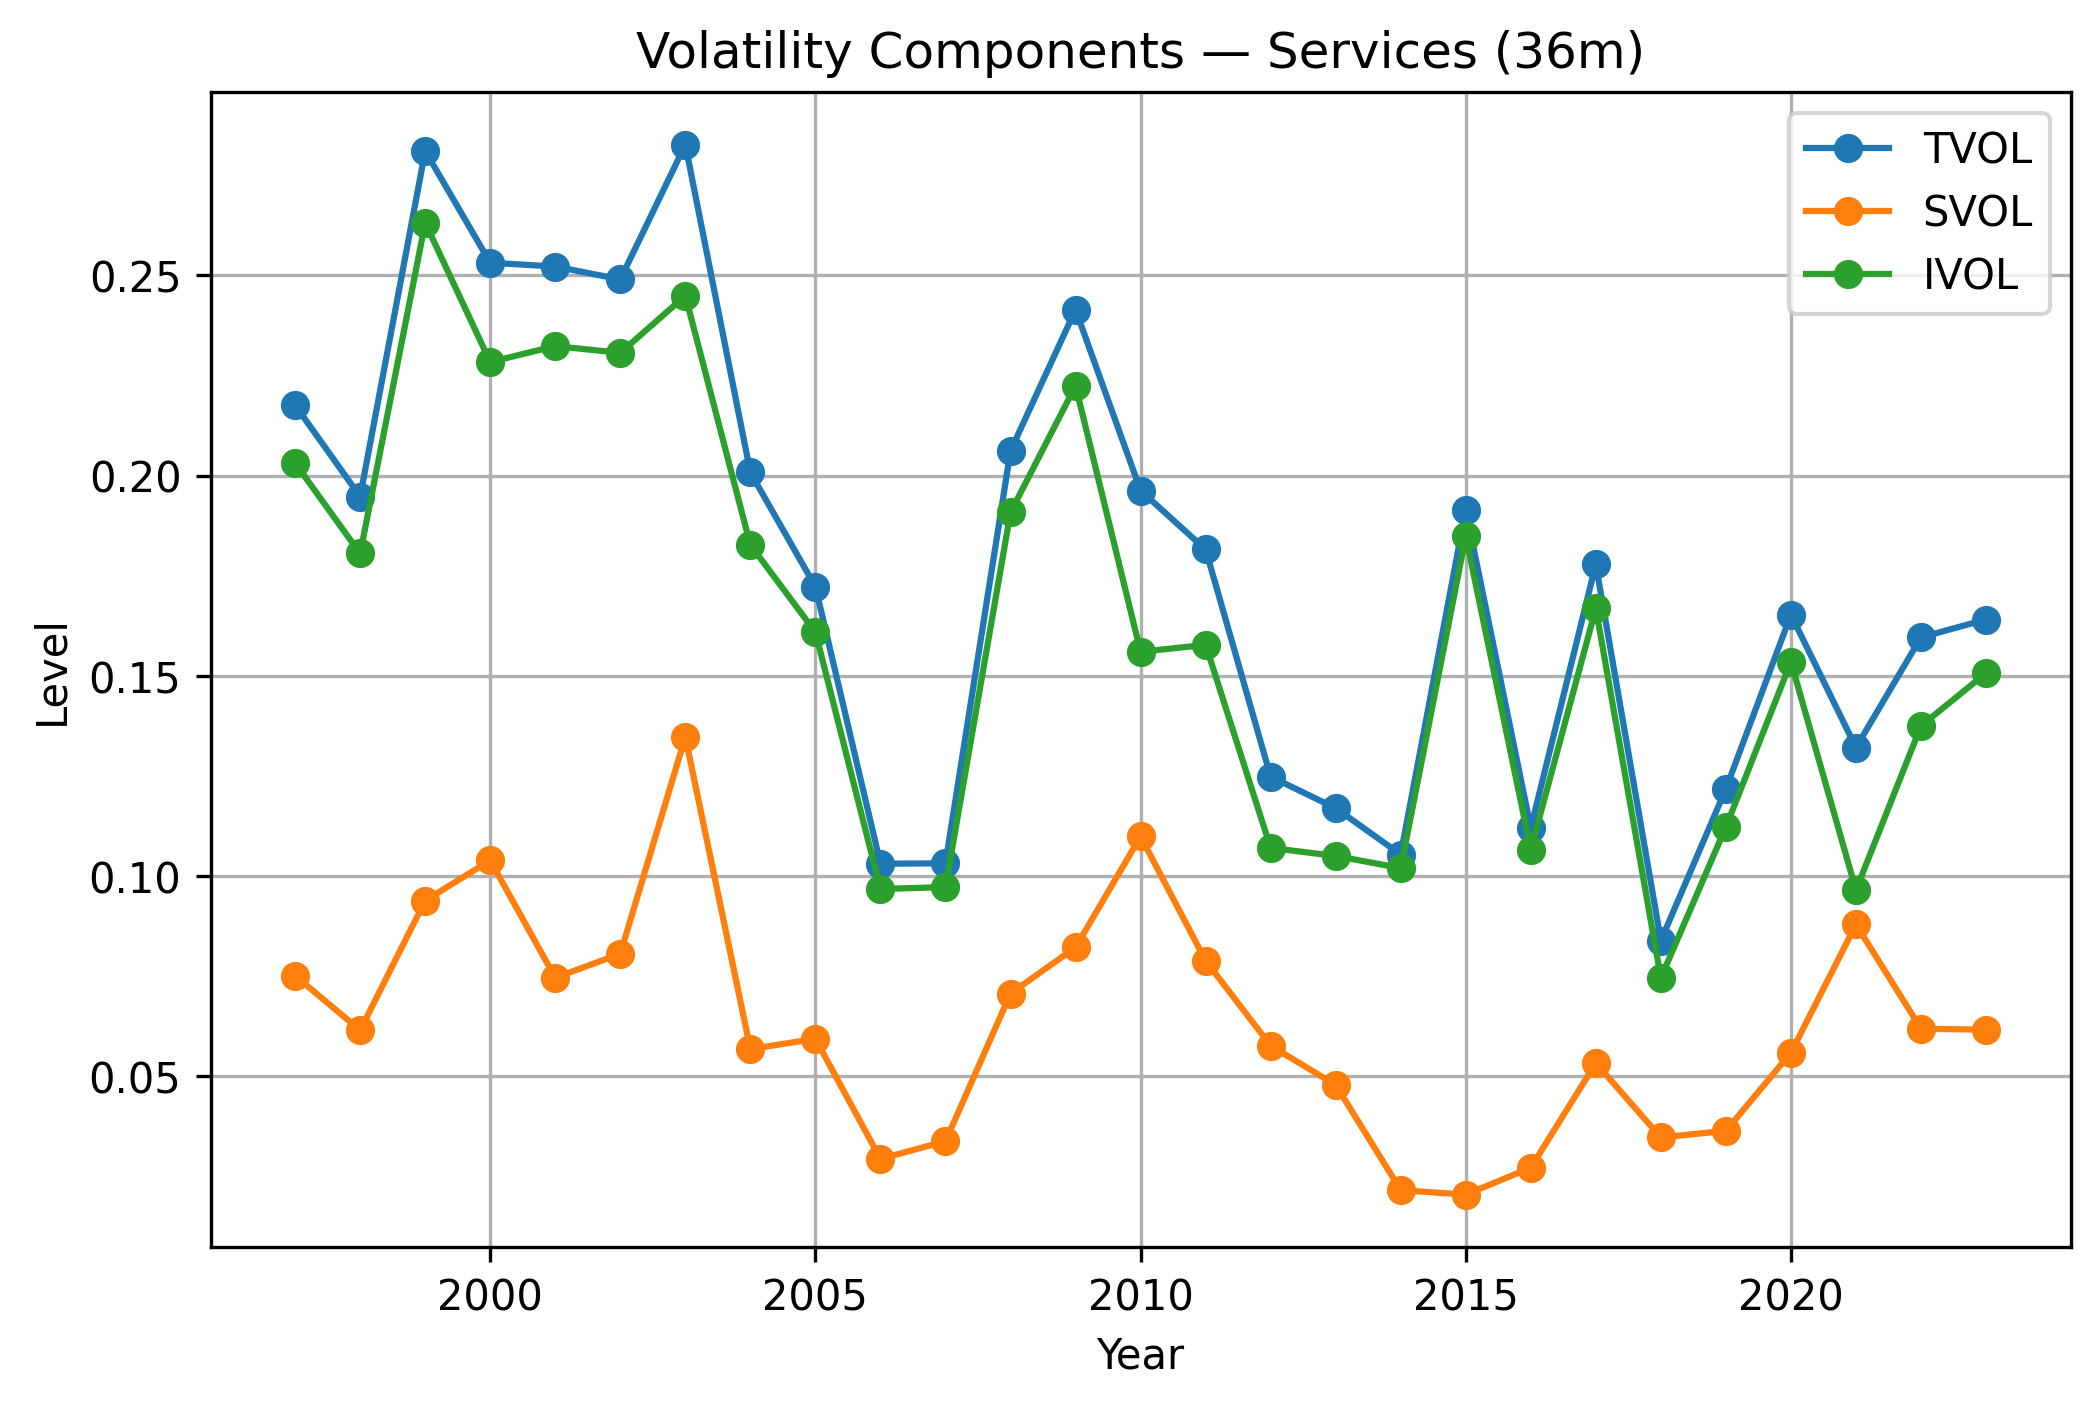 Volatility Components — Services (36m)
TVOL
SVOL
IVOL
Level
0.25
0.20
0.15
0.10
0.05
2000 2005 2010 2015 2020
Year